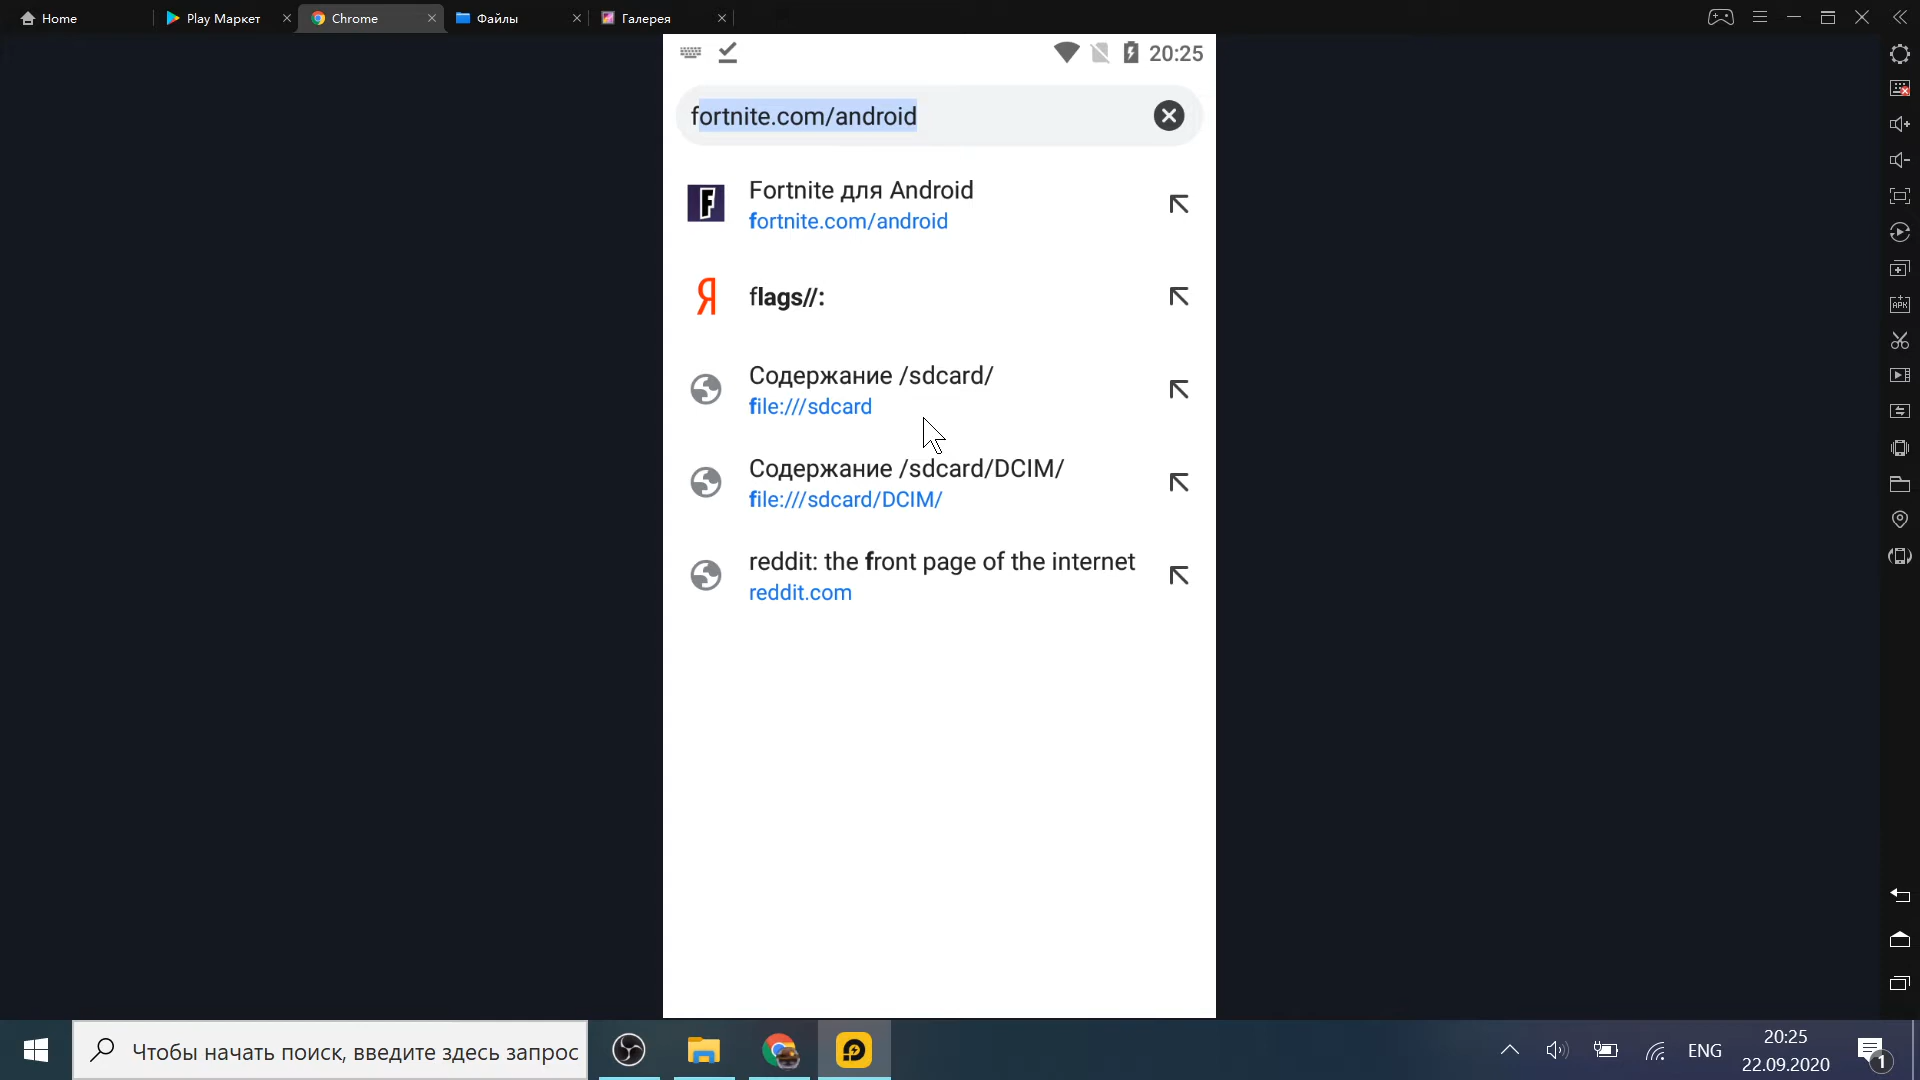 Home
Play Маркет
Chrome
Файлы
Галерея
20:25
fortnite.com/android
Fortnite для Android
fortnite.com/android
Я
flags//:
Содержание /sdcard/
file:///sdcard
Содержание /sdcard/DCIM/
file:///sdcard/DCIM/
reddit: the front page of the internet
reddit.com
APK
Чтобы начать поиск, введите здесь запрос
ENG
20:25
22.09.2020
1